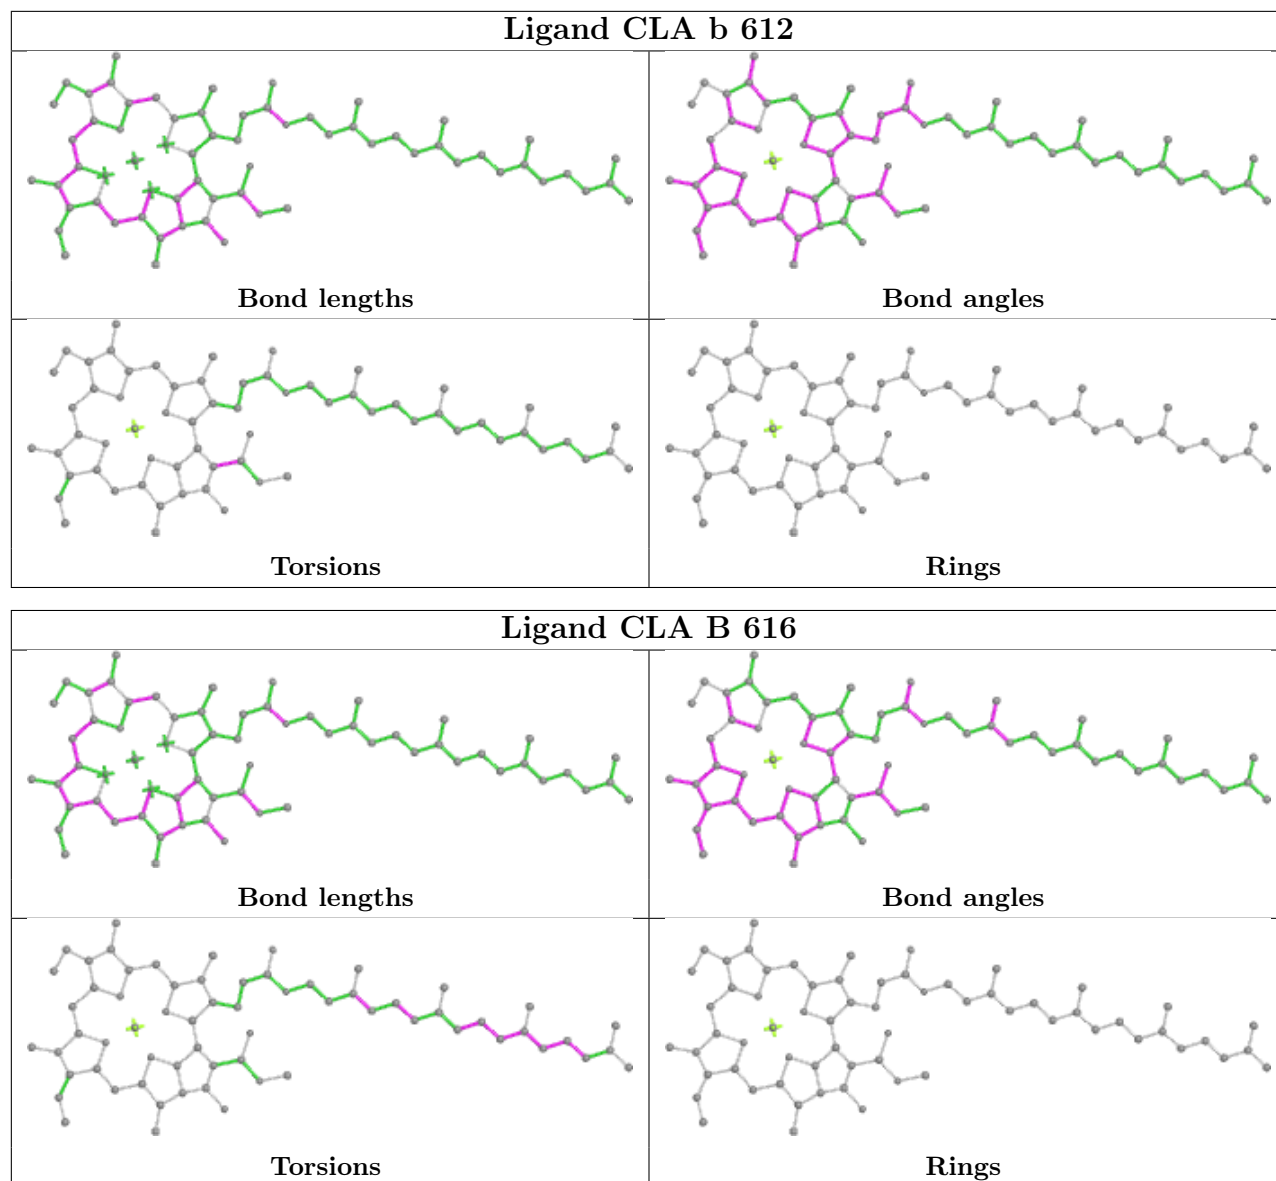 Ligand CLA b 612
Bond lengths
Bond angles
Torsions
Rings
Ligand CLA B 616
Bond lengths
Bond angles
Torsions
Rings